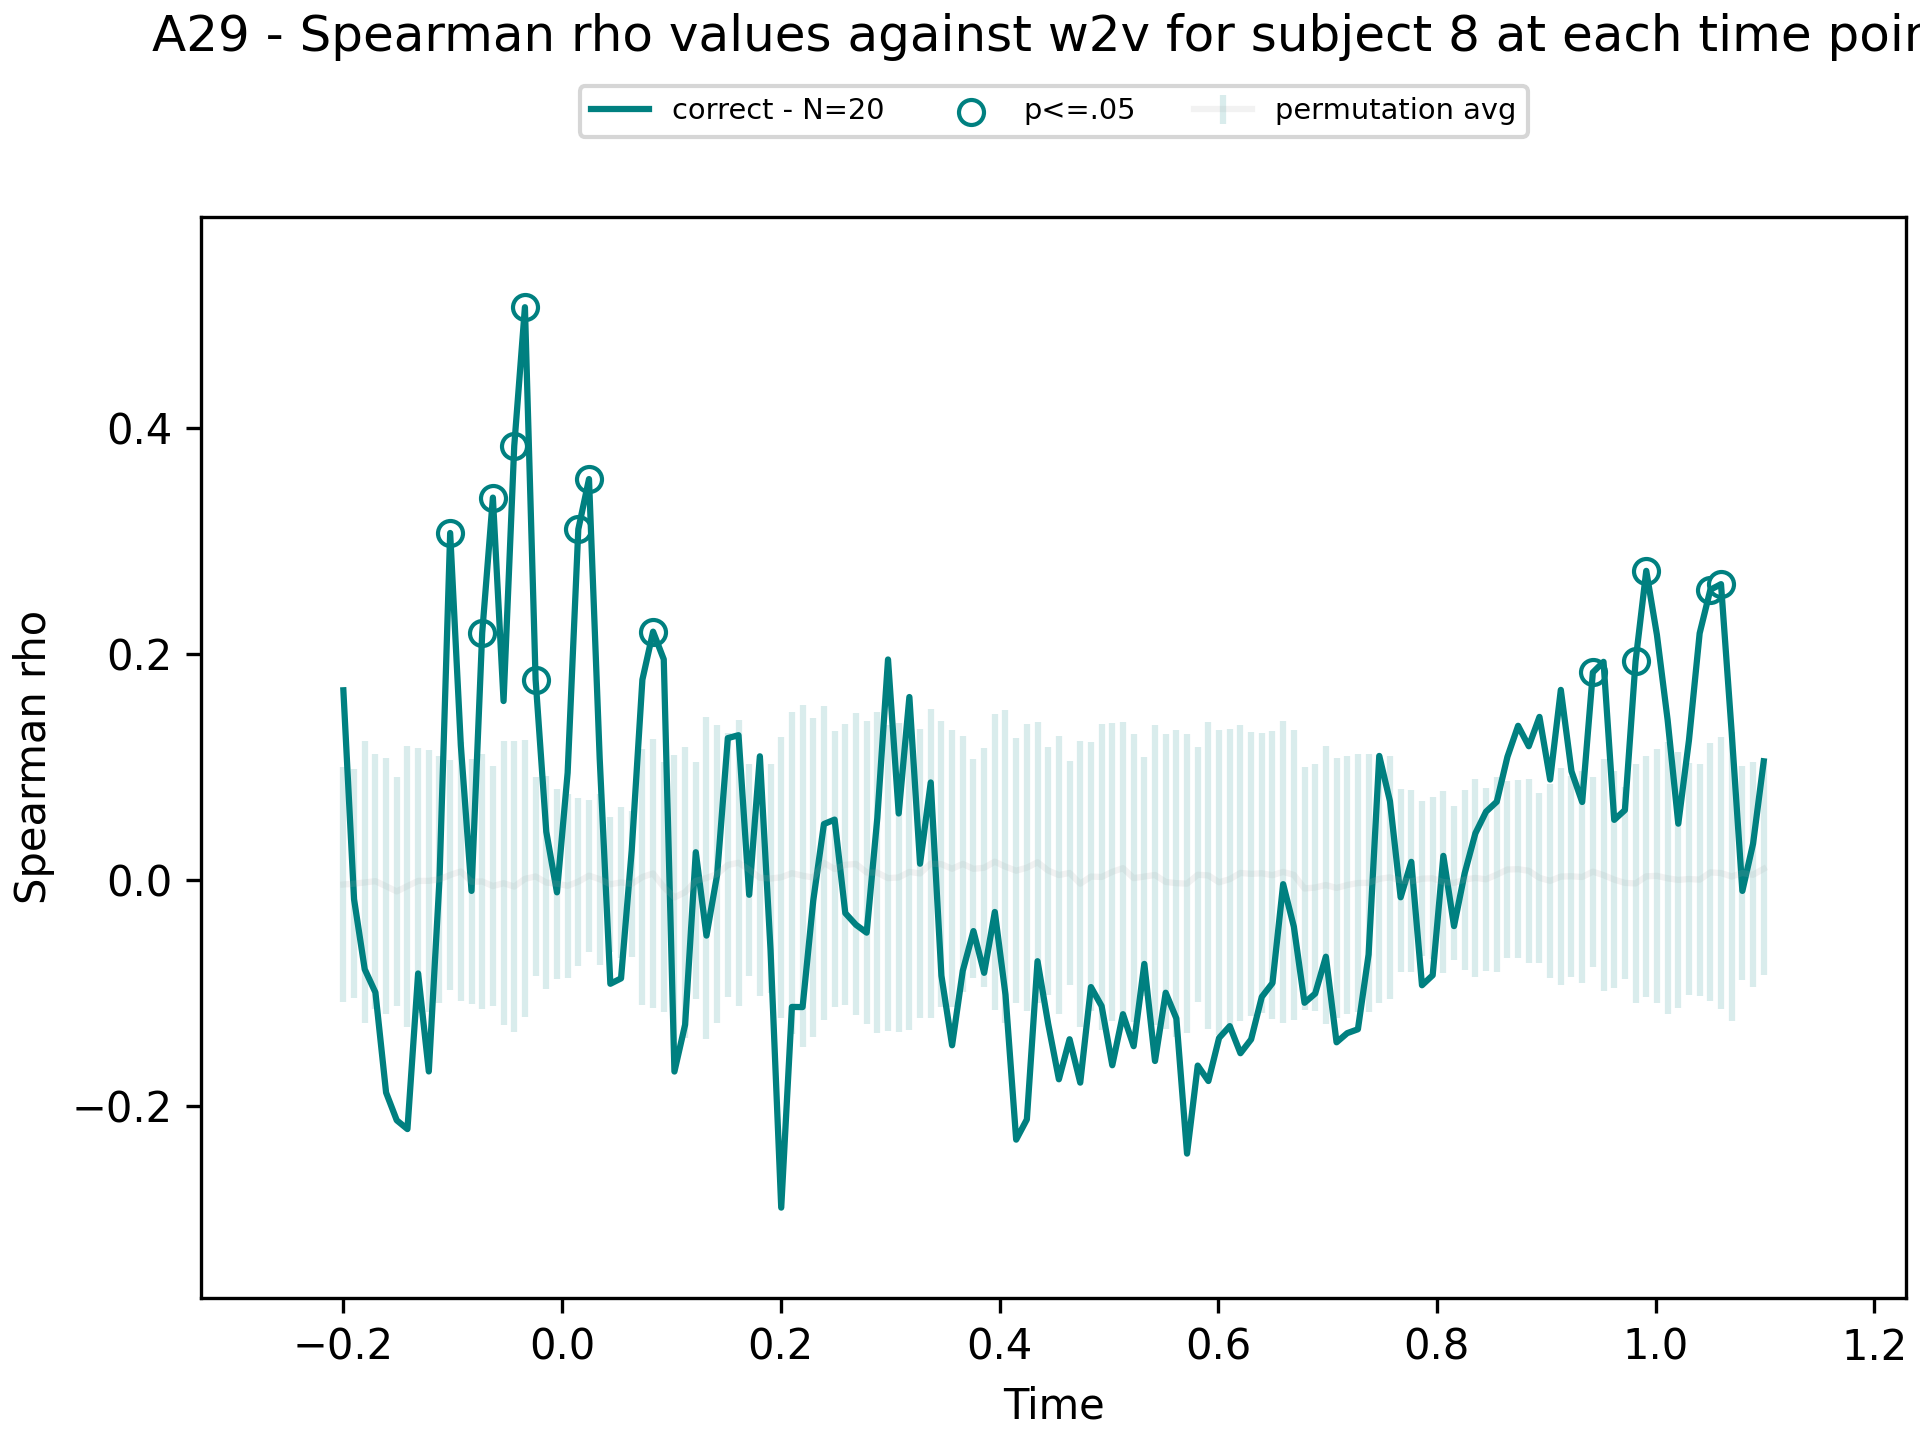 A29 - Spearman rho values against w2v for subject 8 at each time
correct - N=20
p<=.05
permutation avg
Spearman rho
0.4
0.2
0.0
−0.2
−0.2
0.0
0.2
0.4
0.6
0.8
1.0
1.2
Time